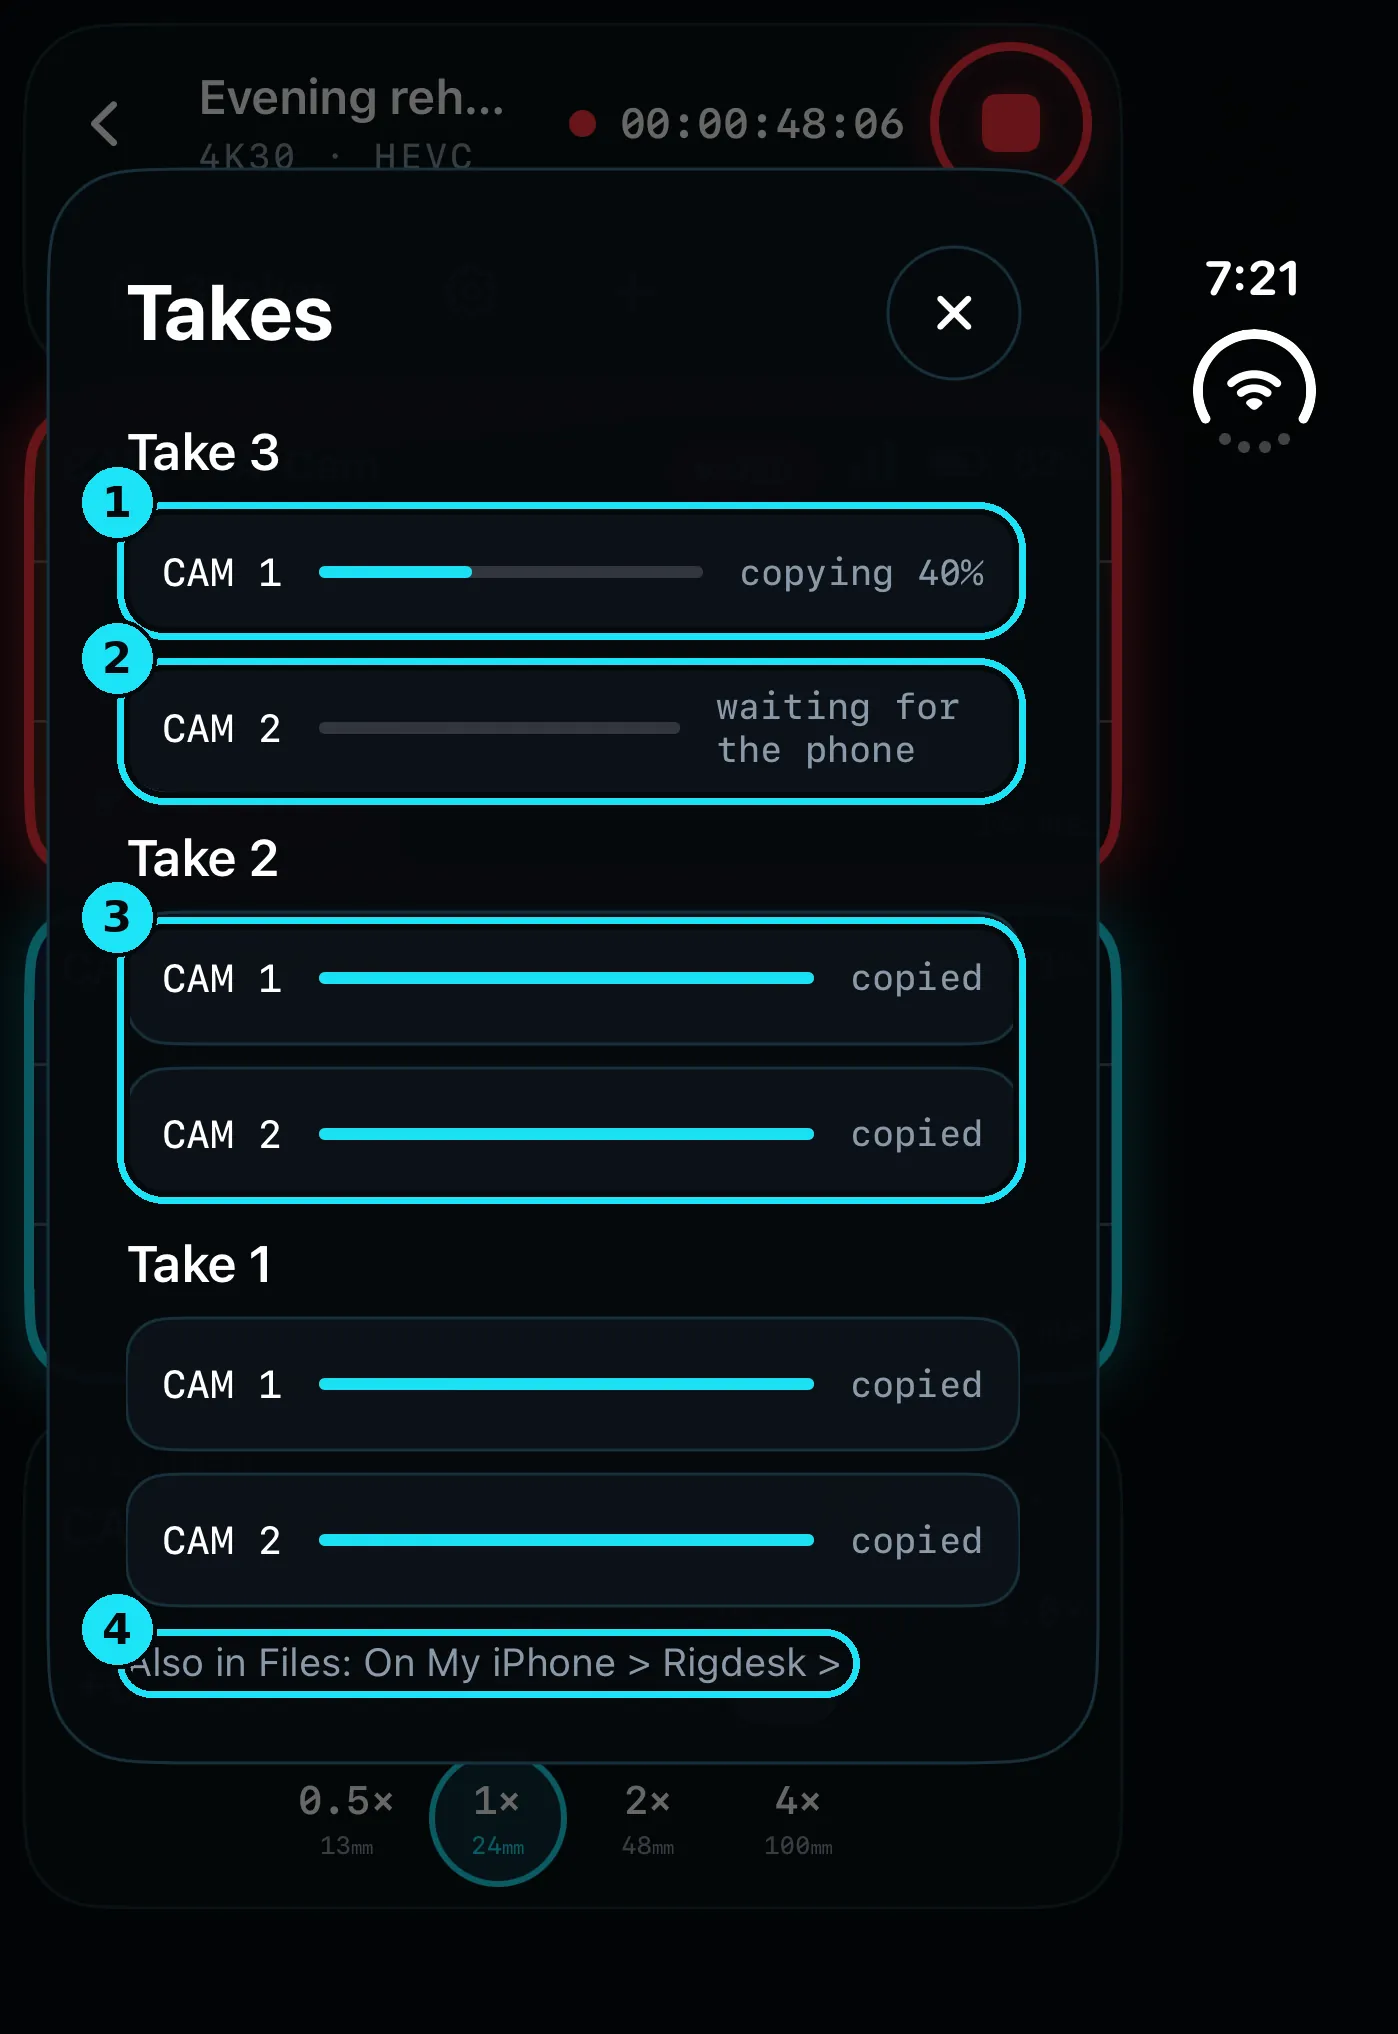 Evening reh...
00:00:48:06
4K30 · HEVC
7:21
Takes
Take 3
1
CAM 1
copying 40%
2
CAM 2
waiting for
the phone
Take 2
3
CAM 1
copied
CAM 2
copied
Take 1
CAM 1
copied
CAM 2
copied
4
Also in Files: On My iPhone > Rigdesk >
0.5× 1× 2× 4×
13mm 24mm 48mm 100mm